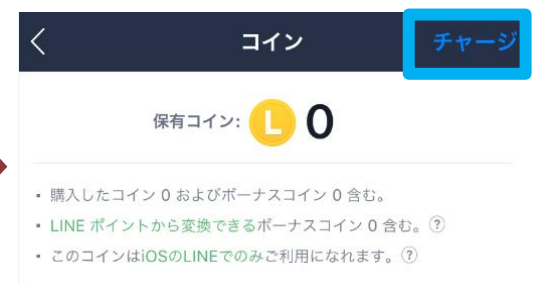 コイン チャージ
保有コイン: L 0
購入したコイン 0 およびボーナスコイン 0 含む。
LINE ポイントから変換できるボーナスコイン 0 含む。?
このコインはiOSのLINEでのみご利用になれます。?